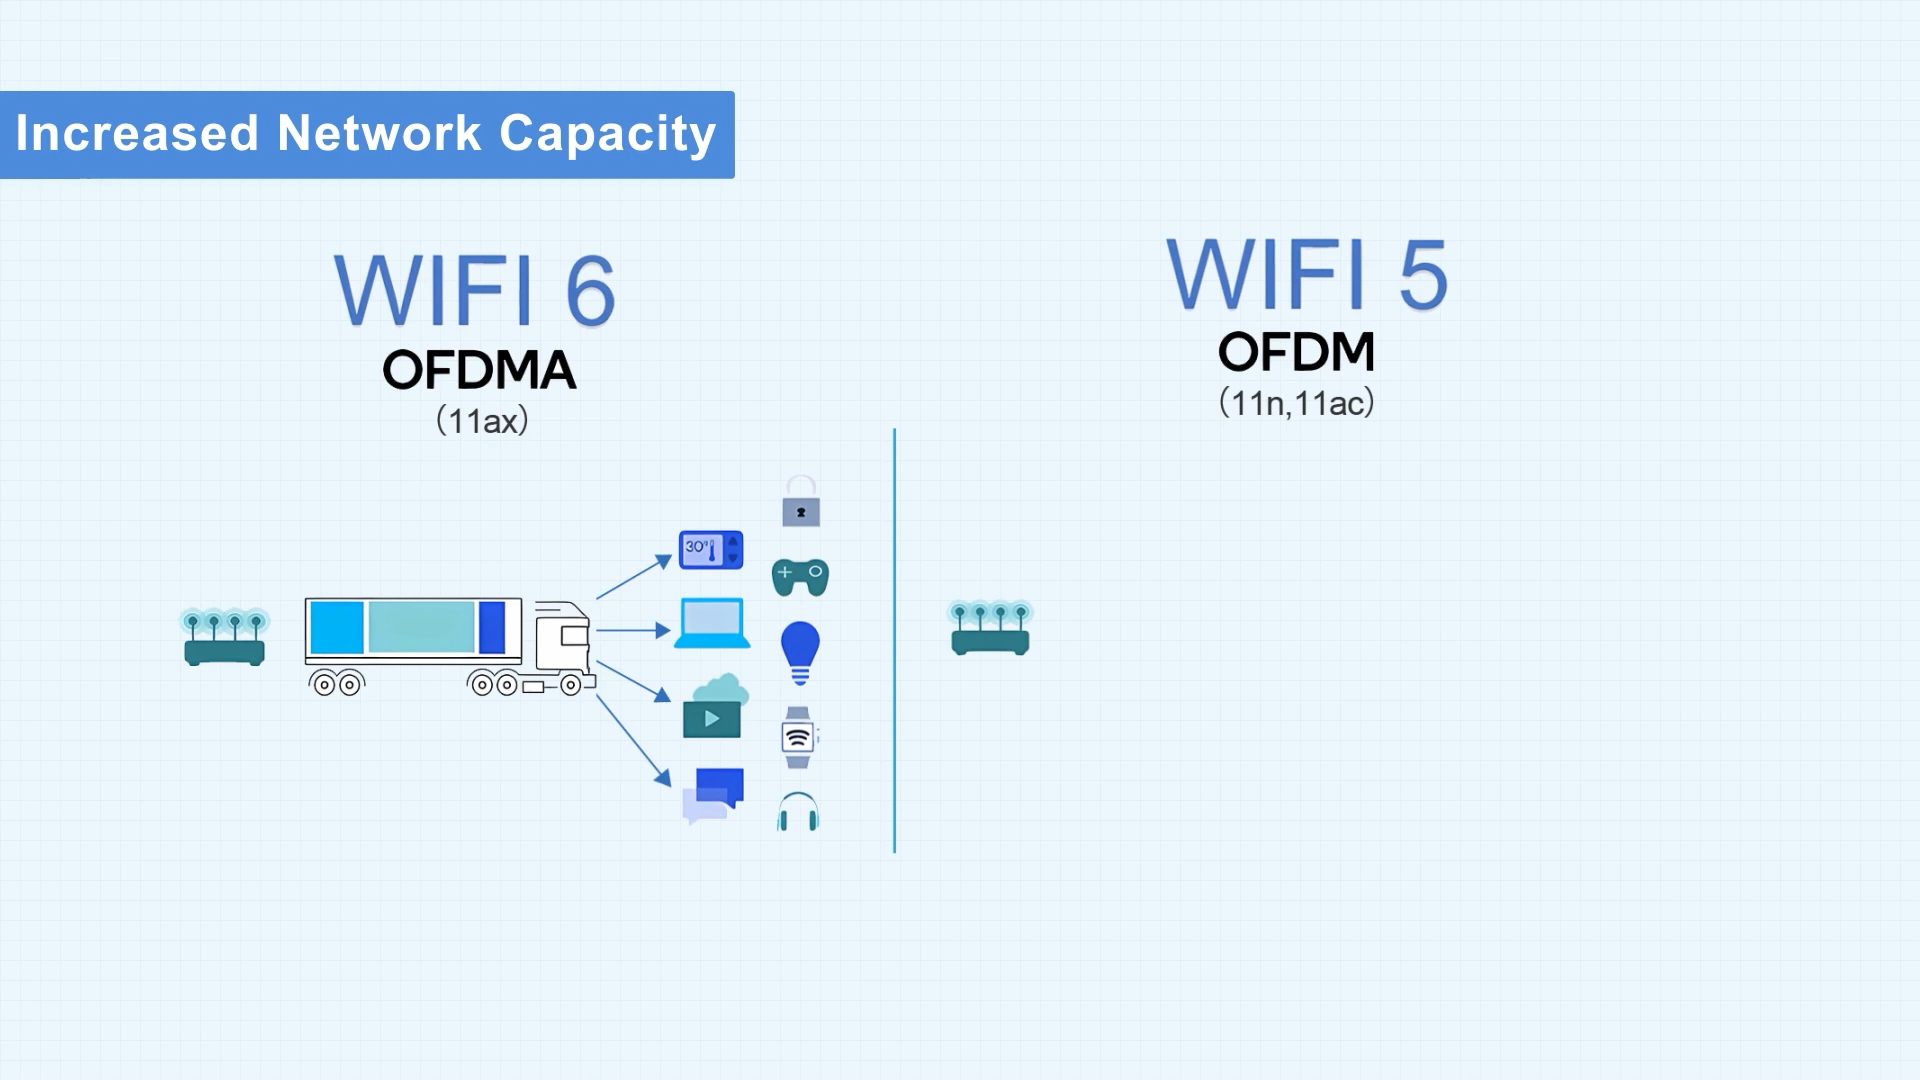 Increased Network Capacity
WIFI 6
OFDMA
(11ax)
30°
WIFI 5
OFDM
(11n,11ac)